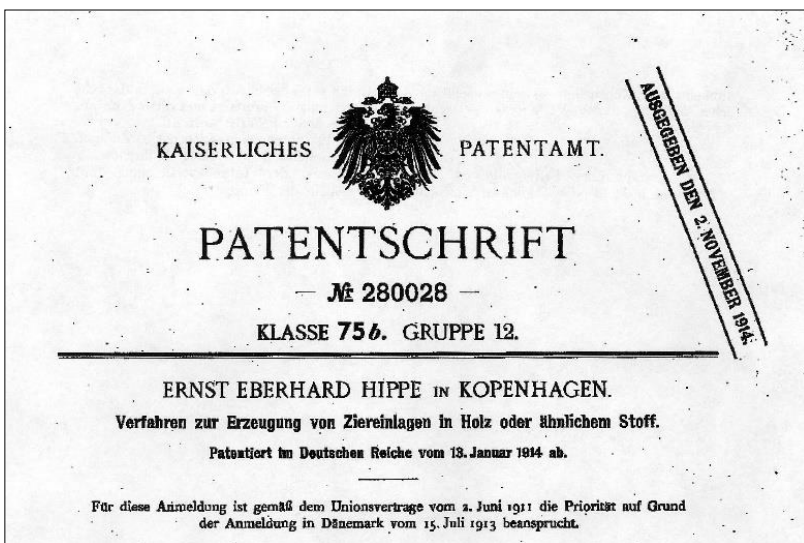 KAISERLICHES PATENTAMT.
AUSGEGEBEN DEN 2. NOVEMBER 1914.
PATENTSCHRIFT
— № 280028 —
KLASSE 75b. GRUPPE 12.
ERNST EBERHARD HIPPE IN KOPENHAGEN.
Verfahren zur Erzeugung von Ziereinlagen in Holz oder ähnlichem Stoff.
Patentiert im Deutschen Reiche vom 13. Januar 1914 ab.
Für diese Anmeldung ist gemäß dem Unionsvertrage vom 2. Juni 1911 die Priorität auf Grund
der Anmeldung in Dänemark vom 15. Juli 1913 beansprucht.